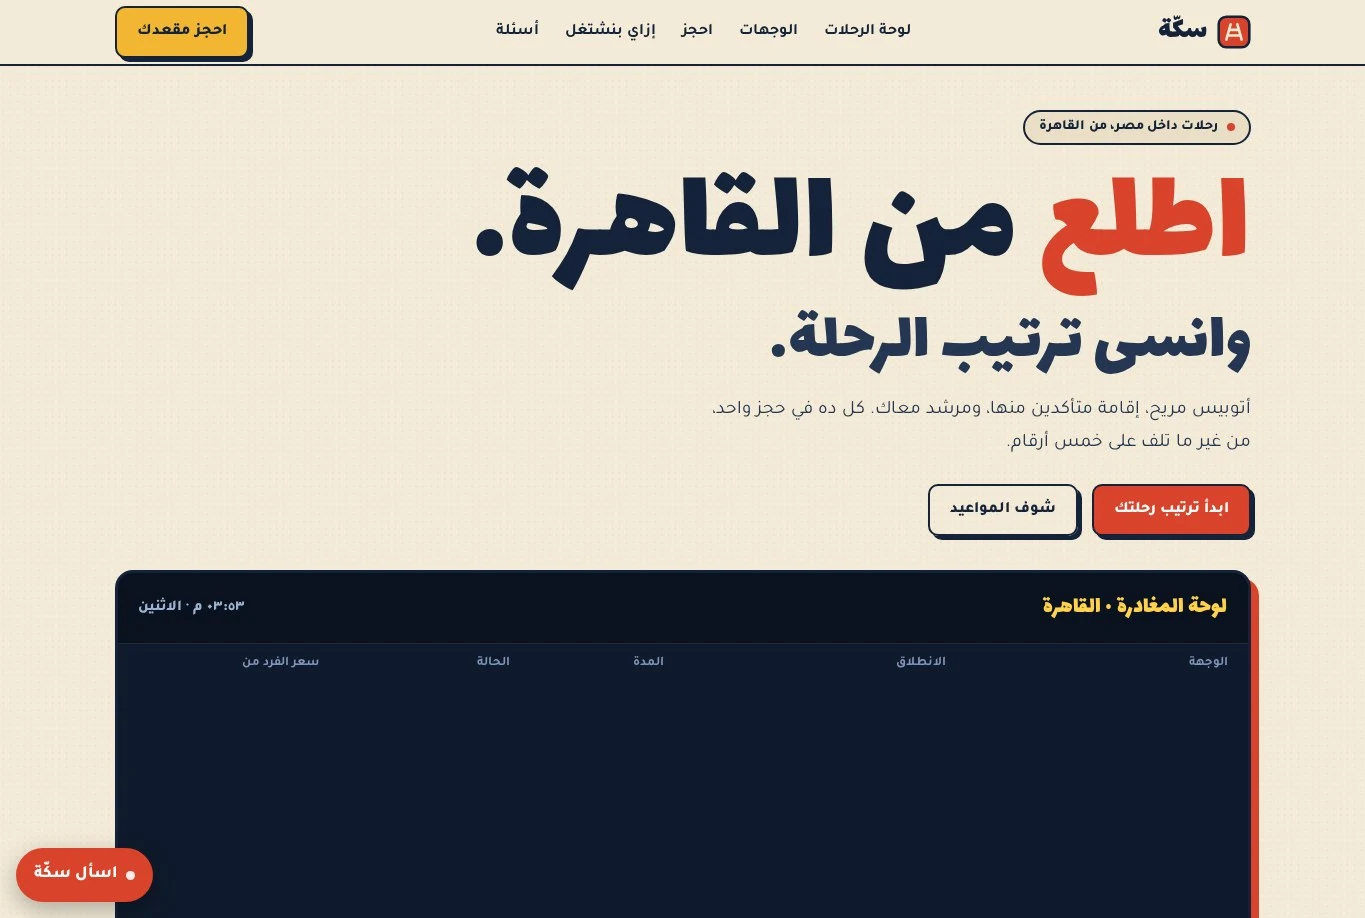 سكّة
لوحة الرحلات
الوجهات
احجز
إزاي بنشتغل
أسئلة
احجز مقعدك
رحلات داخل مصر، من القاهرة
اطلع من القاهرة.
وانسى ترتيب الرحلة.
أتوبيس مريح، إقامة متأكدين منها، ومرشد معاك. كل ده في حجز واحد،
من غير ما تلف على خمس أرقام.
ابدأ ترتيب رحلتك
شوف المواعيد
لوحة المغادرة · القاهرة
٠٣:٥٣ م · الاثنين
الوجهة
الانطلاق
المدة
الحالة
سعر الفرد من
اسأل سكّة